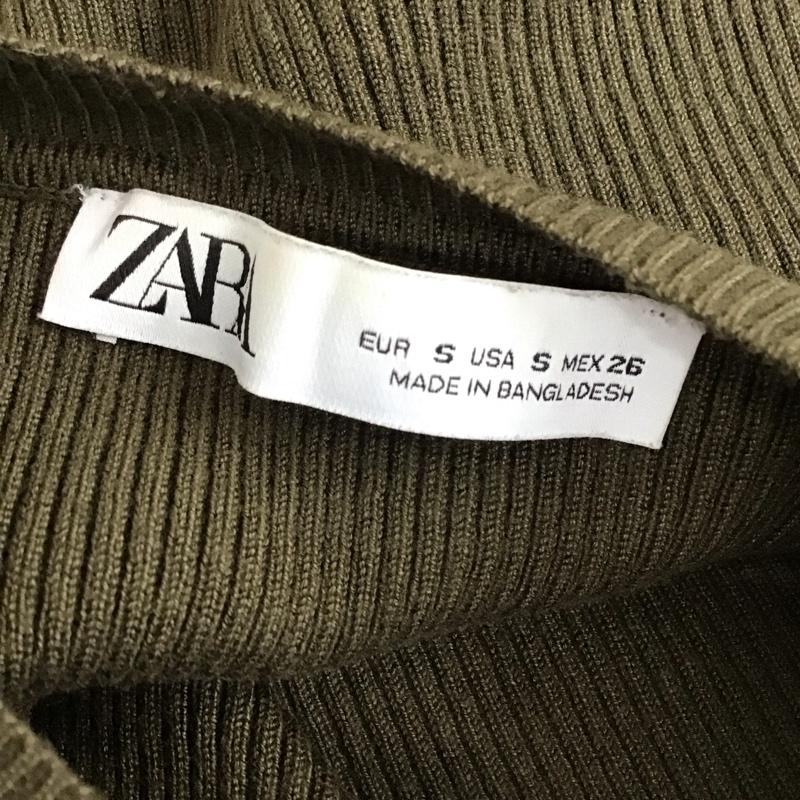 ZARA
EUR S USA S MEX 26
MADE IN BANGLADESH